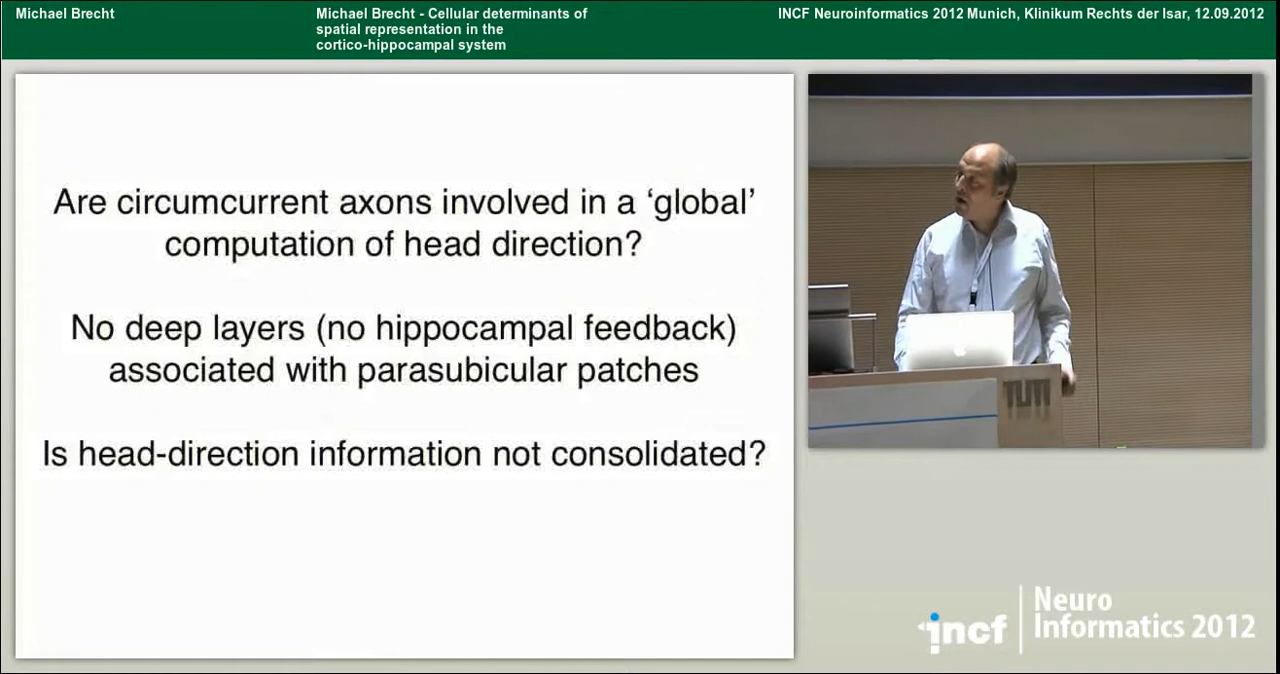 Michael Brecht
Michael Brecht - Cellular determinants of
spatial representation in the
cortico-hippocampal system
INCF Neuroinformatics 2012 Munich, Klinikum Rechts der Isar, 12.09.2012
Are circumcurrent axons involved in a ‘global’
computation of head direction?
No deep layers (no hippocampal feedback)
associated with parasubicular patches
Is head-direction information not consolidated?
TUM
incf
Neuro
Informatics 2012